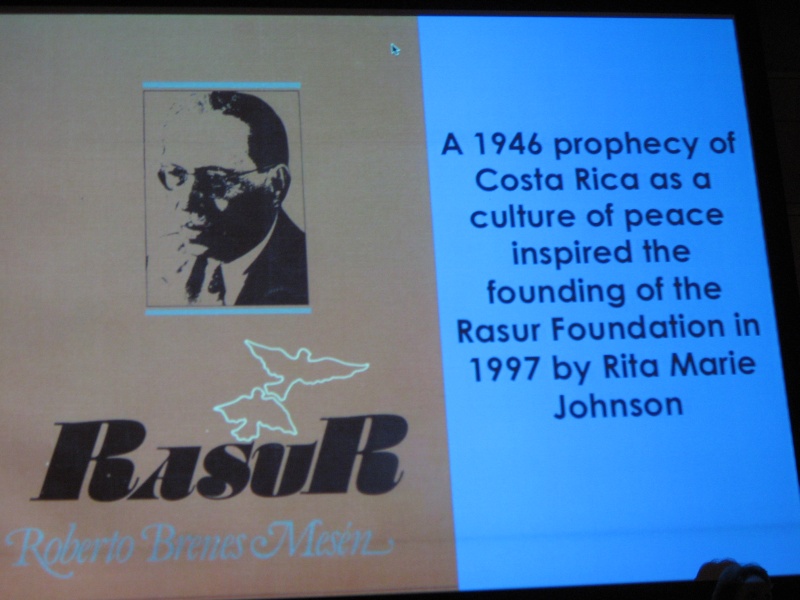 RASUR
Roberto Brenes Mesén
A 1946 prophecy of
Costa Rica as a
culture of peace
inspired the
founding of the
Rasur Foundation in
1997 by Rita Marie
Johnson